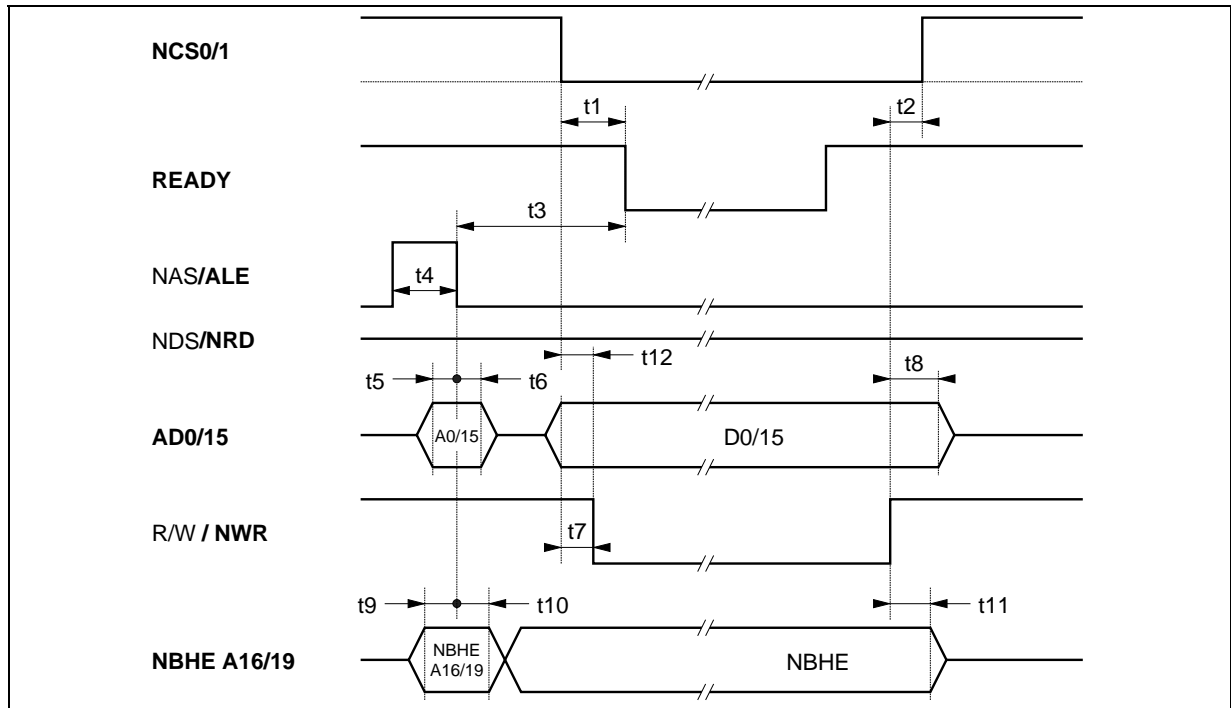 NCS0/1
t1
t2
READY
t3
NAS/ALE
t4
NDS/NRD
t12
t8
t5
t6
AD0/15
A0/15
D0/15
R/W / NWR
t7
t9
t10
t11
NBHE A16/19
NBHE
A16/19
NBHE